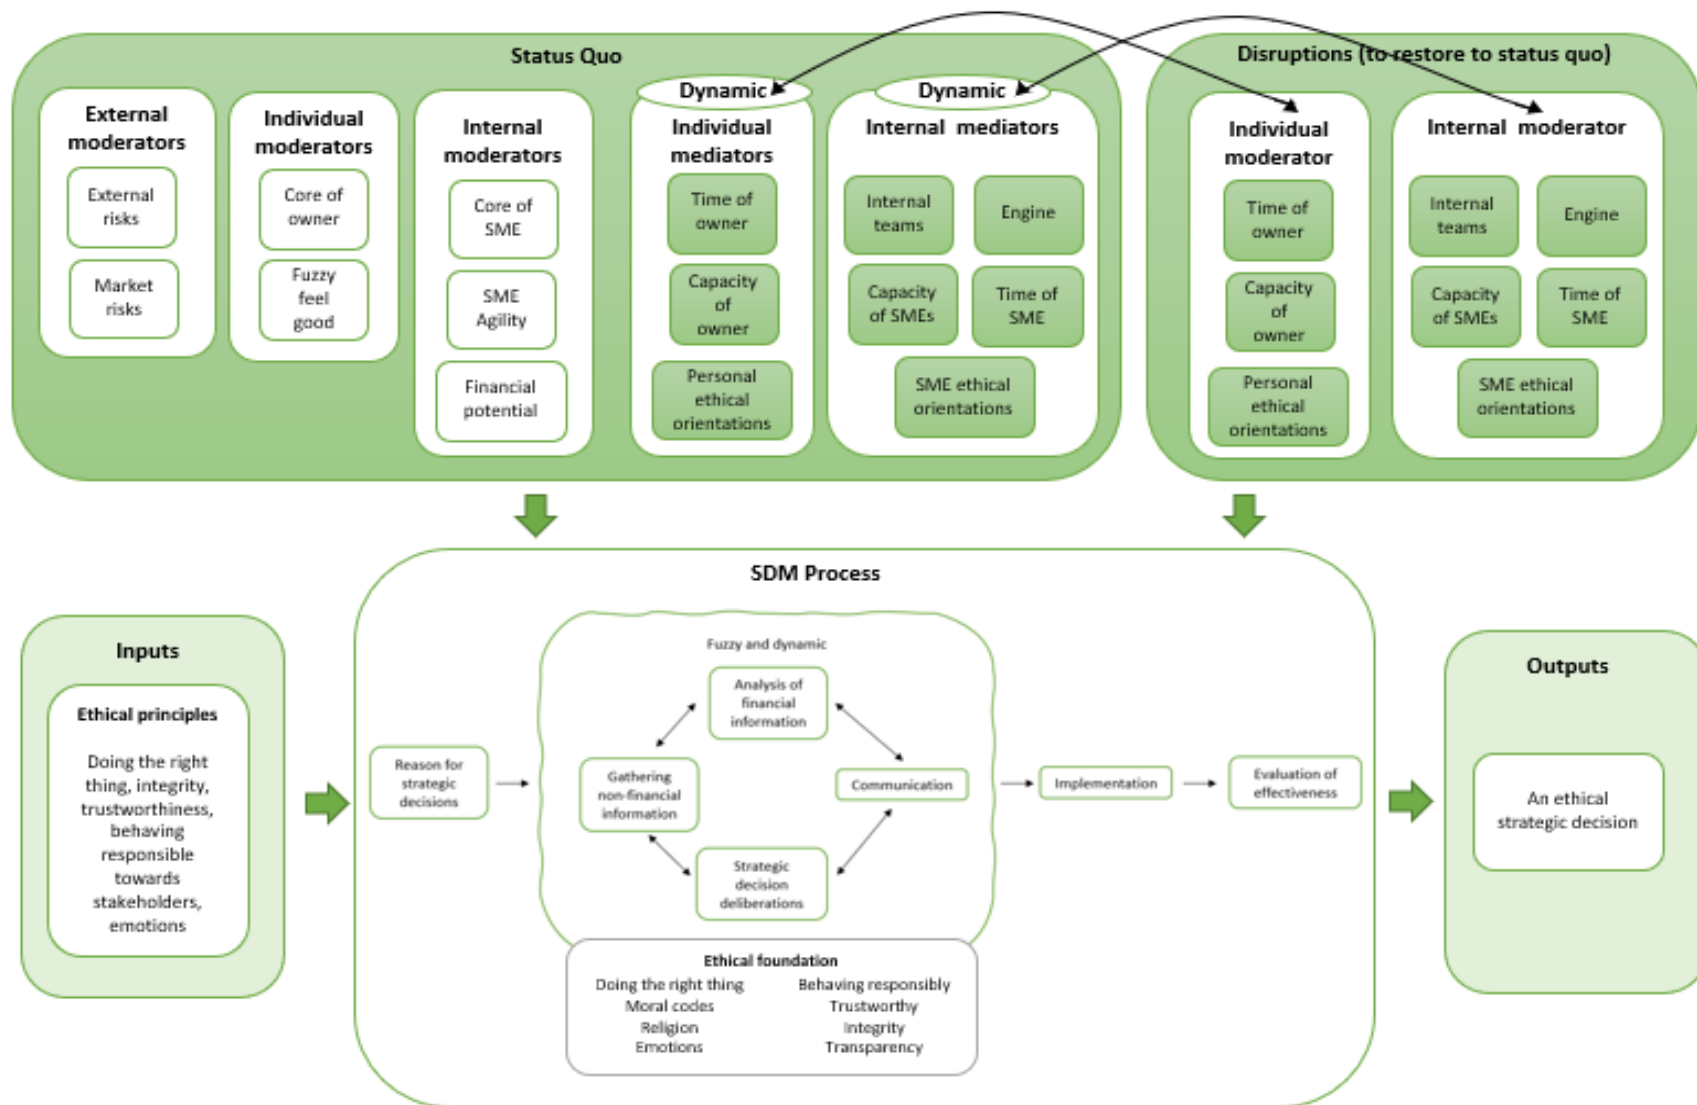 Status Quo
Disruptions (to restore to status quo)
External
moderators
External
risks
Market
risks
Individual
moderators
Core of
owner
Fuzzy
feel
good
Internal
moderators
Core of
SME
SME
Agility
Financial
potential
Dynamic
Individual
mediators
Time of
owner
Capacity
of
owner
Personal
ethical
orientations
Dynamic
Internal mediators
Internal
teams
Engine
Capacity
of SMEs
Time of
SME
SME ethical
orientations
Individual
moderator
Time of
owner
Capacity
of
owner
Personal
ethical
orientations
Internal moderator
Internal
teams
Engine
Capacity
of SMEs
Time of
SME
SME ethical
orientations
Inputs
Ethical principles
Doing the right
thing, integrity,
trustworthiness,
behaving
responsible
towards
stakeholders,
emotions
SDM Process
Reason for
strategic
decisions
Fuzzy and dynamic
Analysis of
financial
information
Gathering
non-financial
information
Communication
Strategic
decision
deliberations
Implementation
Evaluation of
effectiveness
Ethical foundation
Doing the right thing
Behaving responsibly
Moral codes
Trustworthy
Religion
Integrity
Emotions
Transparency
Outputs
An ethical
strategic decision